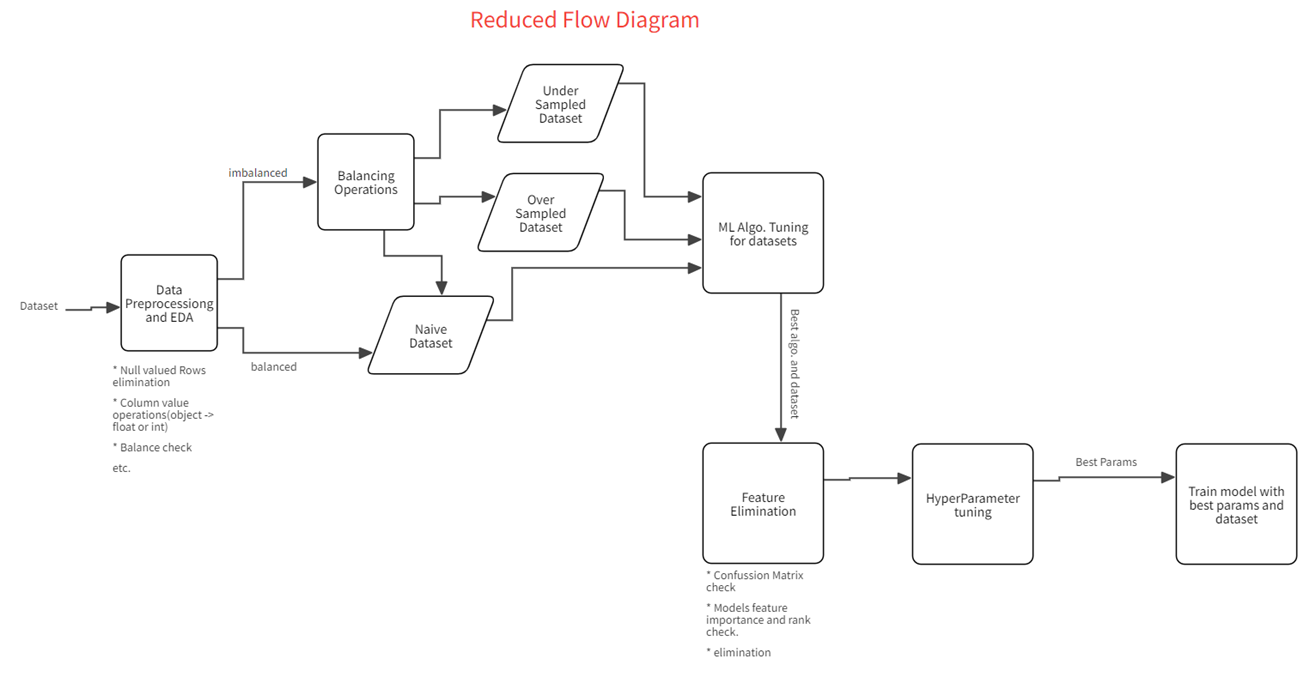 Reduced Flow Diagram
Under
Sampled
Dataset
imbalanced
Balancing
Operations
Over
Sampled
Dataset
ML Algo. Tuning
for datasets
Dataset
Data
Preprocessiong
and EDA
Naive
Dataset
balanced
* Null valued Rows
elimination
* Column value
operations(object ->
float or int)
* Balance check
etc.
Best algo. and dataset
Feature
Elimination
HyperParameter
tuning
Best Params
Train model with
best params and
dataset
* Confussion Matrix
check
* Models feature
importance and rank
check.
* elimination